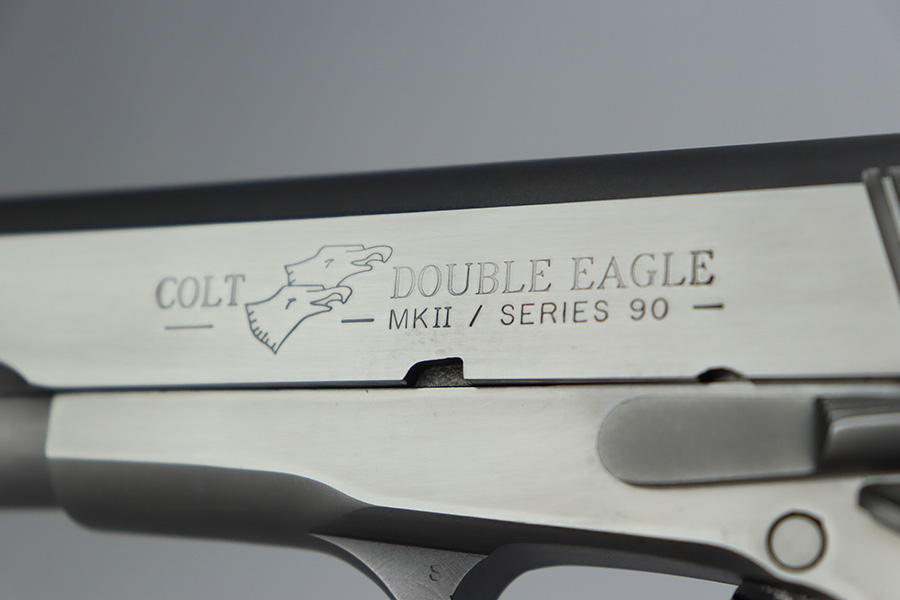 COLT DOUBLE EAGLE
— MKII / SERIES 90 —
S